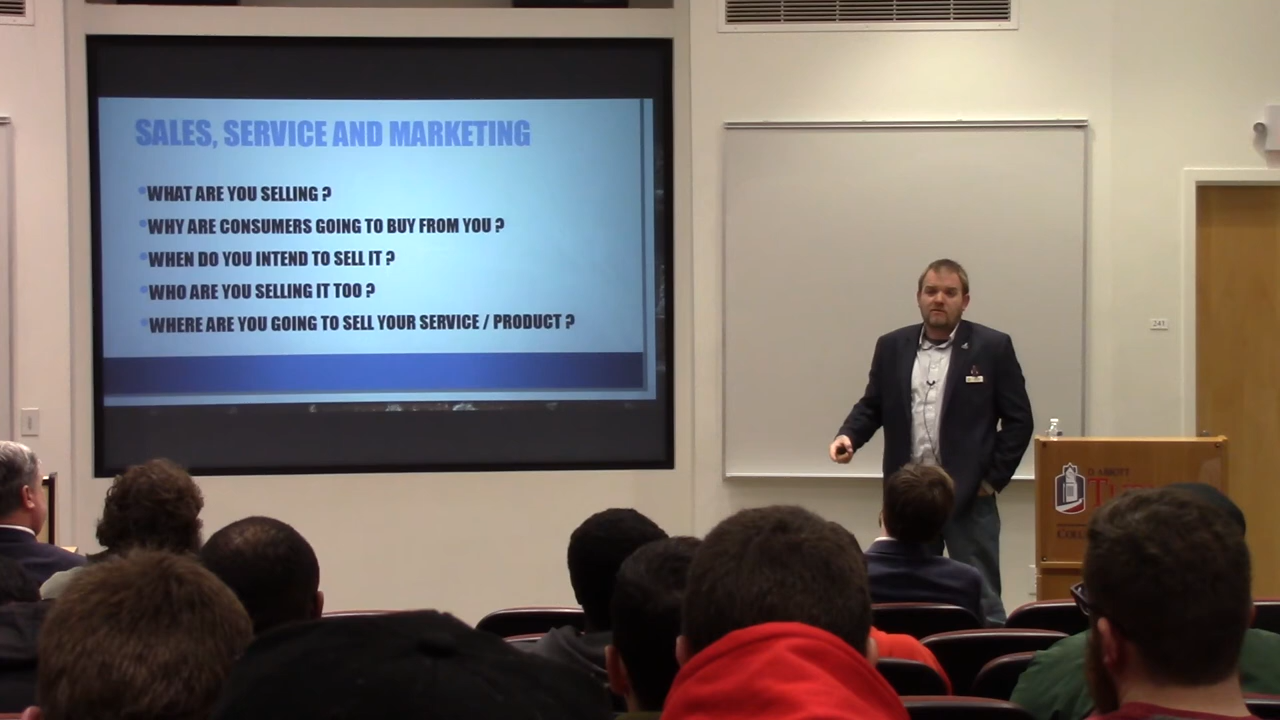 SALES, SERVICE AND MARKETING
•WHAT ARE YOU SELLING ?
•WHY ARE CONSUMERS GOING TO BUY FROM YOU ?
•WHEN DO YOU INTEND TO SELL IT ?
•WHO ARE YOU SELLING IT TOO ?
•WHERE ARE YOU GOING TO SELL YOUR SERVICE / PRODUCT ?
241
D. ABBOTT